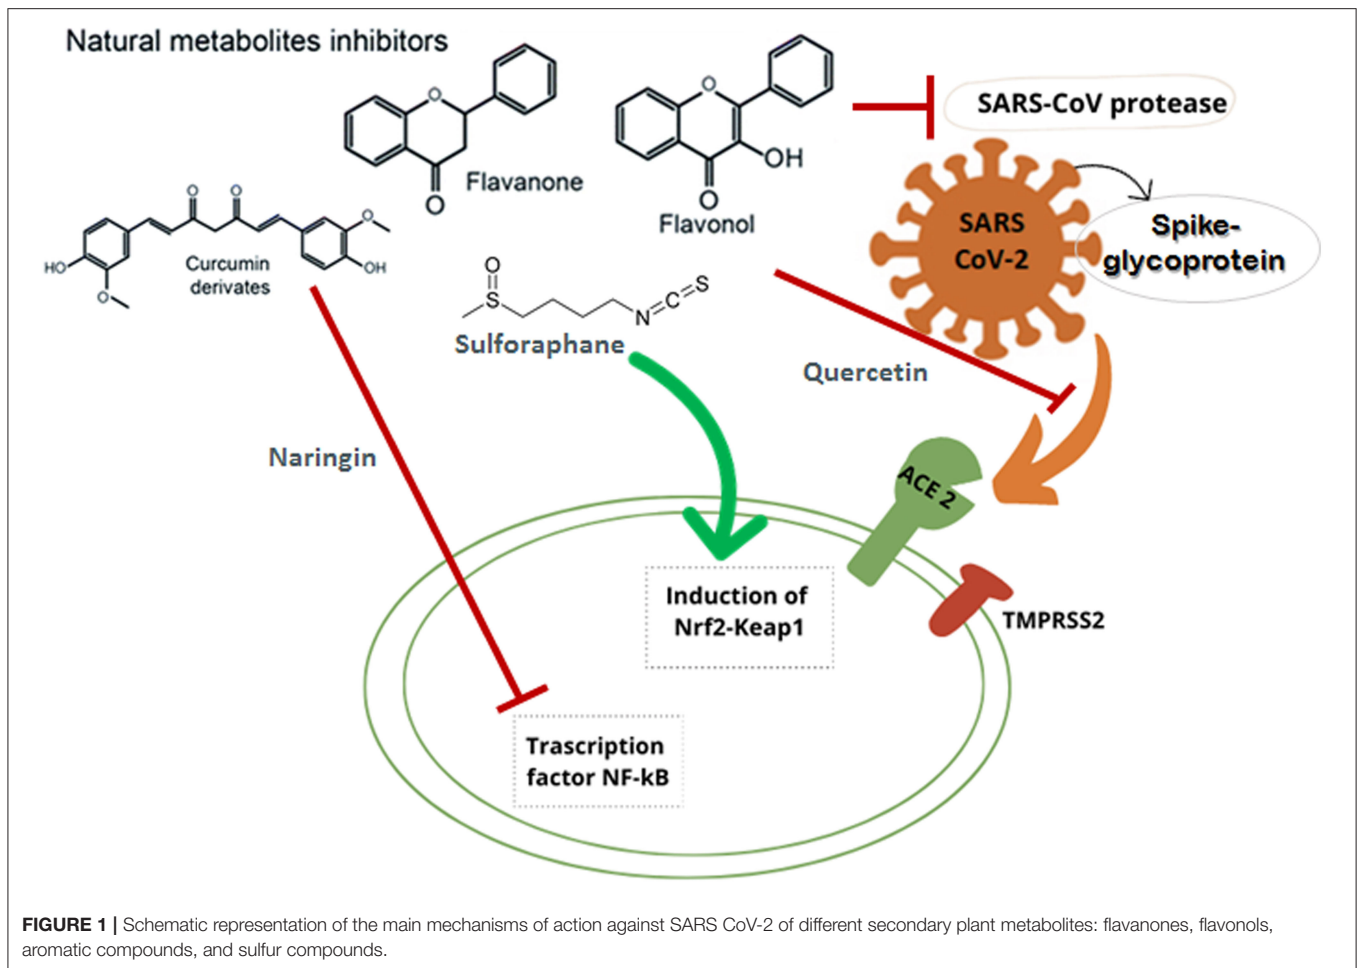 Natural metabolites inhibitors
O
O
Flavanone
O
OH
O
Flavonol
SARS-CoV protease
SARS
CoV-2
Spike-
glycoprotein
O
O
HO
O
O
OH
Curcumin
derivates
O
S
N
C
S
Sulforaphane
Quercetin
Naringin
ACE 2
Induction of
Nrf2-Keap1
TMPRSS2
Trascription
factor NF-kB
FIGURE 1 | Schematic representation of the main mechanisms of action against SARS CoV-2 of different secondary plant metabolites: flavanones, flavonols,
aromatic compounds, and sulfur compounds.